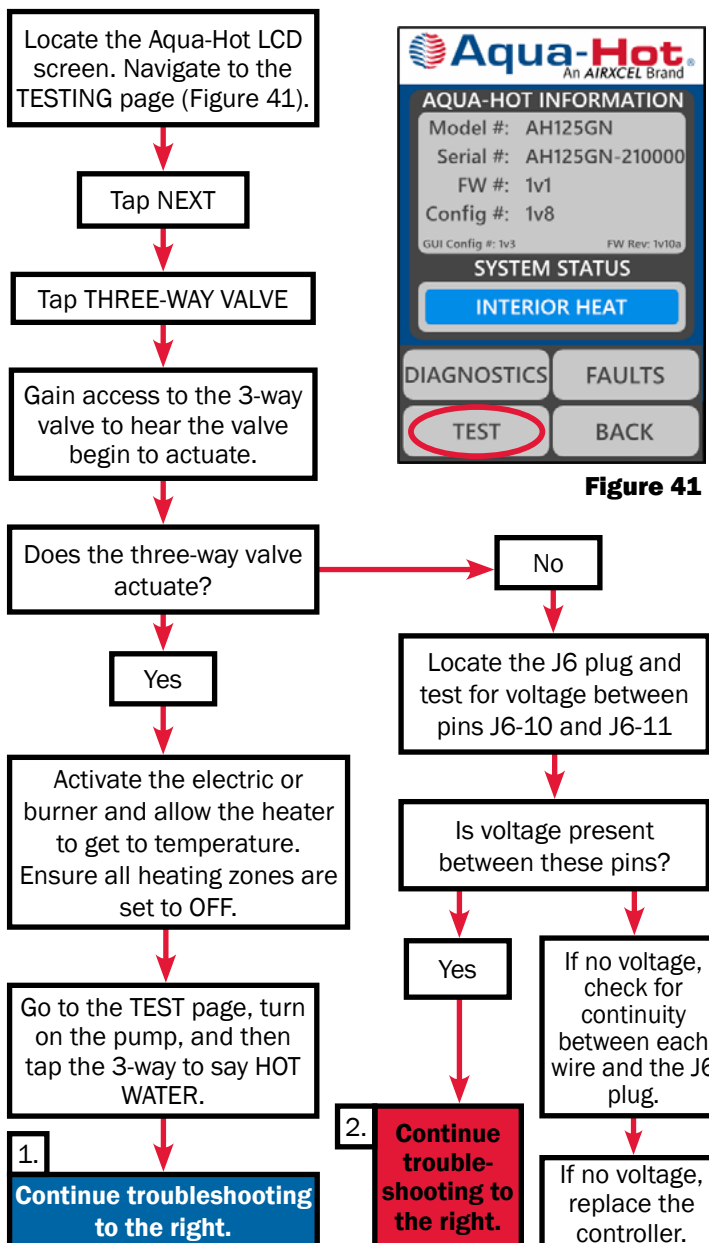 Locate the Aqua-Hot LCD
screen. Navigate to the
TESTING page (Figure 41).
Tap NEXT
Tap THREE-WAY VALVE
Gain access to the 3-way
valve to hear the valve
begin to actuate.
Does the three-way valve
actuate?
Yes
Activate the electric or
burner and allow the heater
to get to temperature.
Ensure all heating zones are
set to OFF.
Go to the TEST page, turn
on the pump, and then
tap the 3-way to say HOT
WATER.
1.
Continue troubleshooting
to the right.
Aqua-Hot®
An AIRXCEL Brand
AQUA-HOT INFORMATION
Model #: AH125GN
Serial #: AH125GN-210000
FW #: 1v1
Config #: 1v8
GUI Config #: 1v3 FW Rev: 1v10a
SYSTEM STATUS
INTERIOR HEAT
DIAGNOSTICS FAULTS
TEST BACK
Figure 41
No
Locate the J6 plug and
test for voltage between
pins J6-10 and J6-11
Is voltage present
between these pins?
Yes
2.
Continue
trouble-
shooting to
the right.
If no voltage,
check for
continuity
between each
wire and the J6
plug.
If no voltage,
replace the
controller.